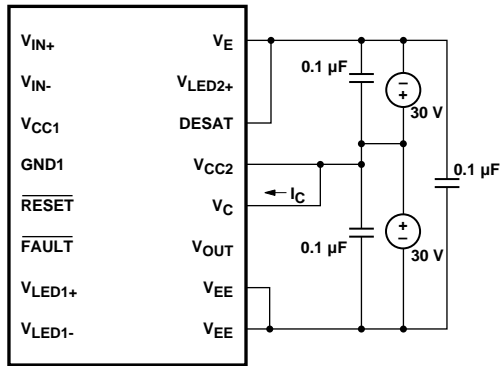 VIN+ VE
0.1 µF
VIN- VLED2+
30 V
VCC1 DESAT
GND1 VCC2
0.1 µF
IC
RESET VC
FAULT VOUT
0.1 µF
30 V
VLED1+ VEE
VLED1- VEE